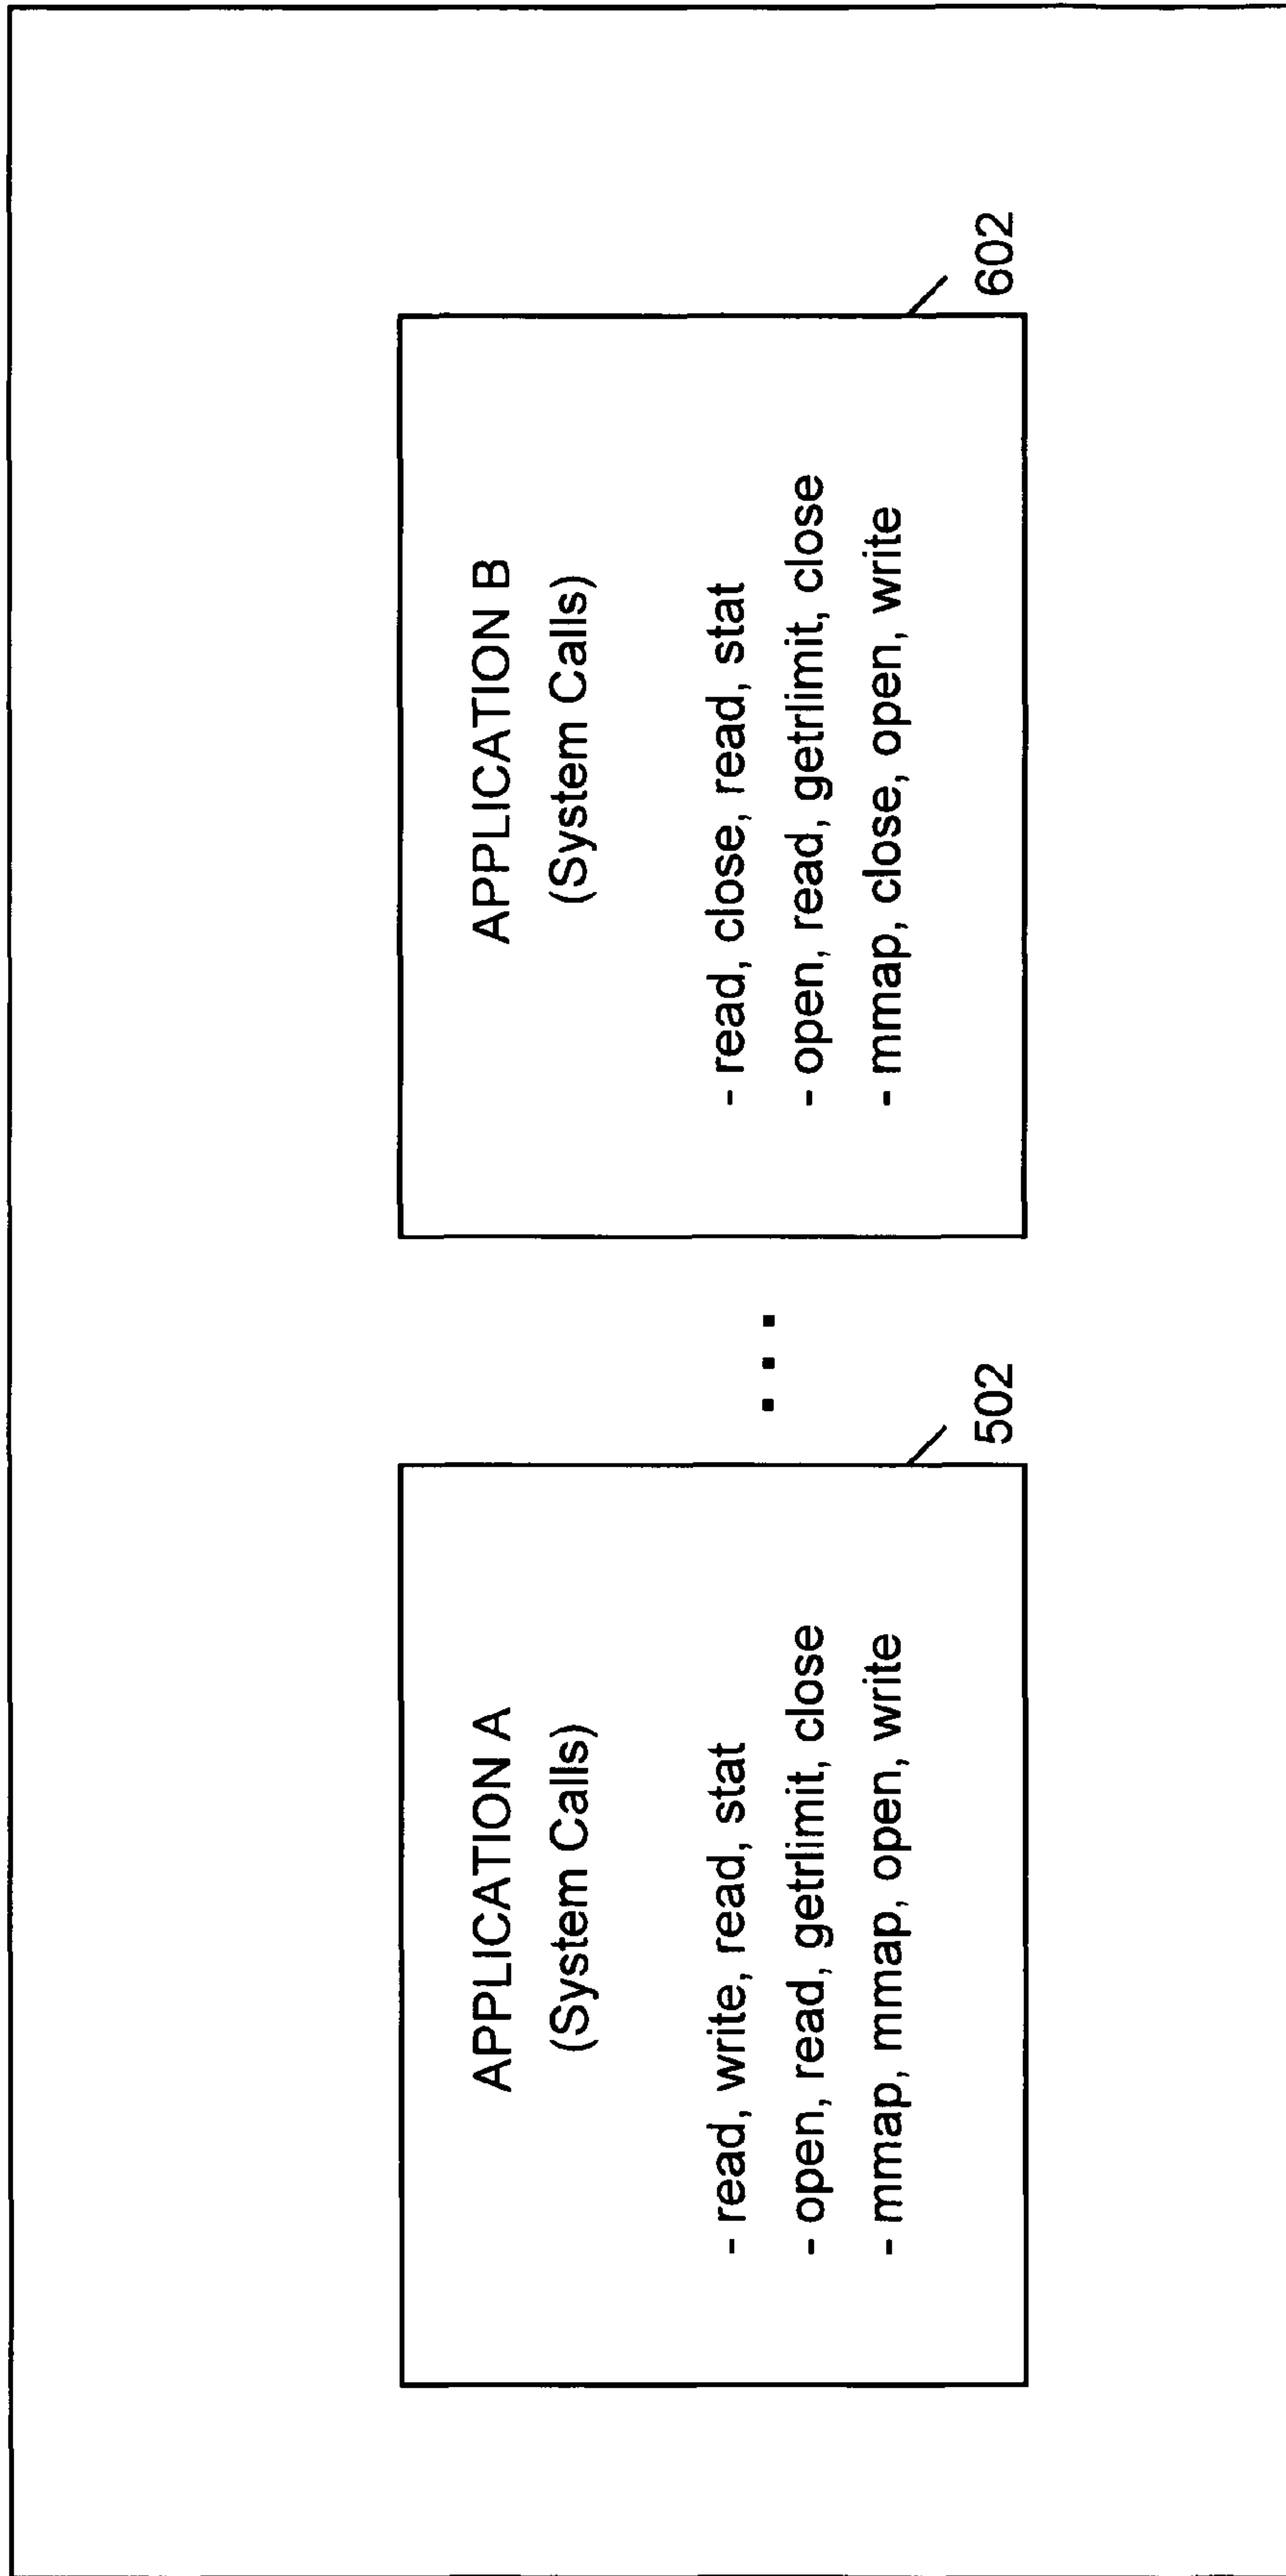 APPLICATION A
(System Calls)
- read, write, read, stat
- open, read, getrlimit, close
- mmap, mmap, open, write
502
. . .
APPLICATION B
(System Calls)
- read, close, read, stat
- open, read, getrlimit, close
- mmap, close, open, write
602